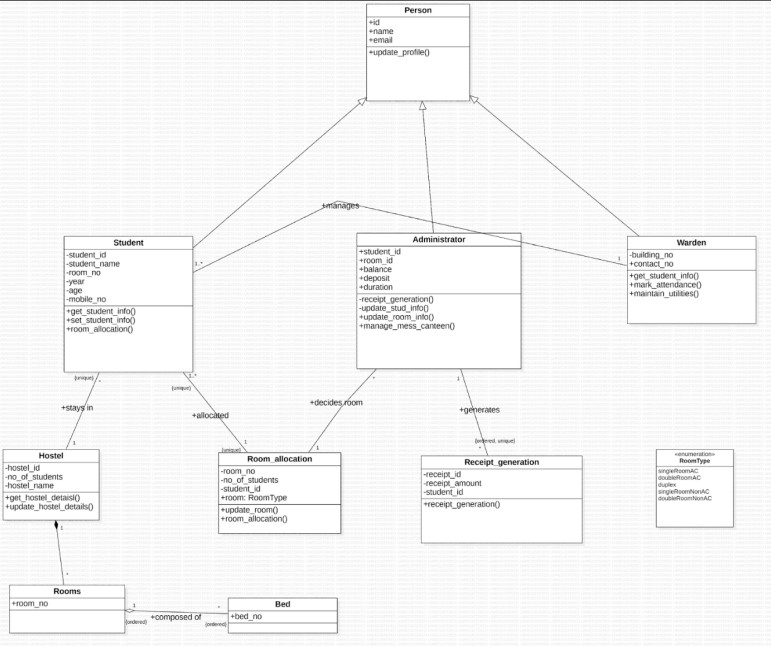 Person
+id
+name
+email
+update_profile()
+manages
Student
-student_id
-student_name
-room_no
-year
-age
-mobile_no
+get_student_info()
+set_student_info()
+room_allocation()
1..*
Administrator
+student_id
+room_id
+balance
+deposit
+duration
-receipt_generation()
-update_stud_info()
+update_room_info()
+manage_mess_canteen()
1
Warden
-building_no
+contact_no
+get_student_info()
+mark_attendance()
+maintain_utilities()
{unique}
*
+stays in
1
{unique}
1..*
+allocated
1
{unique}
*
+decides room
1
1
+generates
{ordered, unique}
*
Hostel
-hostel_id
-no_of_students
-hostel_name
+get_hostel_detaisl()
+update_hostel_details()
Room_allocation
-room_no
-no_of_students
-student_id
+room: RoomType
+update_room()
+room_allocation()
Receipt_generation
-receipt_id
-receipt_amount
-student_id
+receipt_generation()
«enumeration»
RoomType
singleRoomAC
doubleRoomAC
duplex
singleRoomNonAC
doubleRoomNonAC
1
*
Rooms
+room_no
1
{ordered}
+composed of
*
{ordered}
Bed
+bed_no